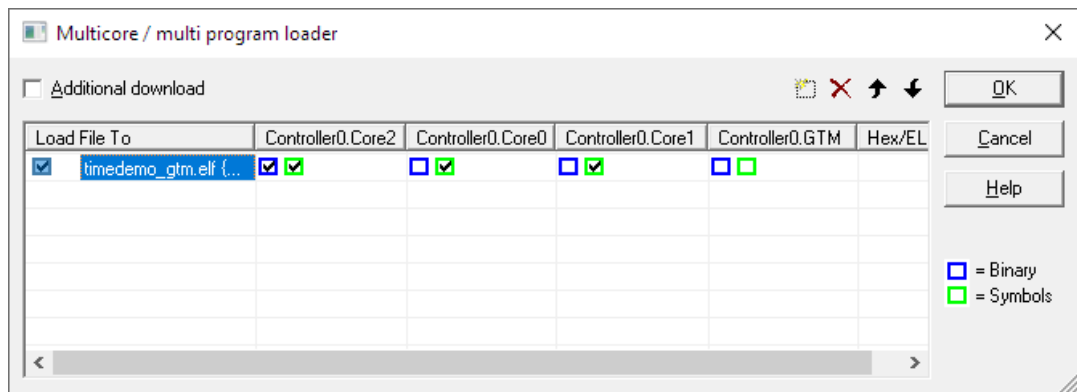 Multicore / multi program loader
Additional download
OK
Load File To Controller0.Core2 Controller0.Core0 Controller0.Core1 Controller0.GTM Hex/EL
Cancel
timedemo_gtm.elf {...
Help
= Binary
= Symbols